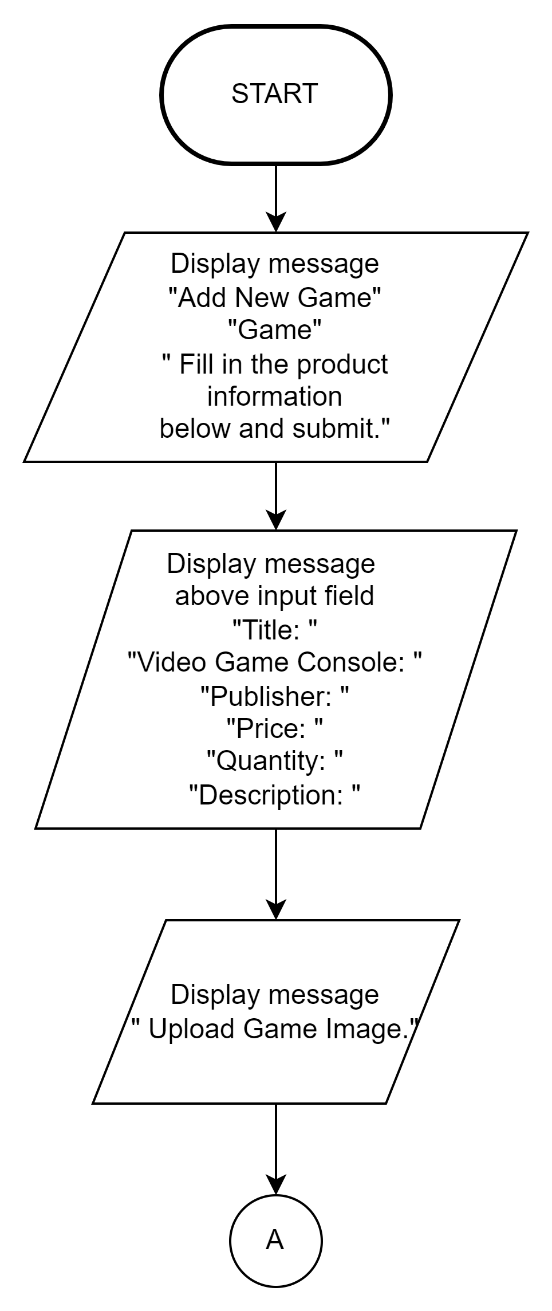 START
Display message
"Add New Game"
"Game"
" Fill in the product
information
below and submit."
Display message
above input field
"Title: "
"Video Game Console: "
"Publisher: "
"Price: "
"Quantity: "
"Description: "
Display message
" Upload Game Image."
A